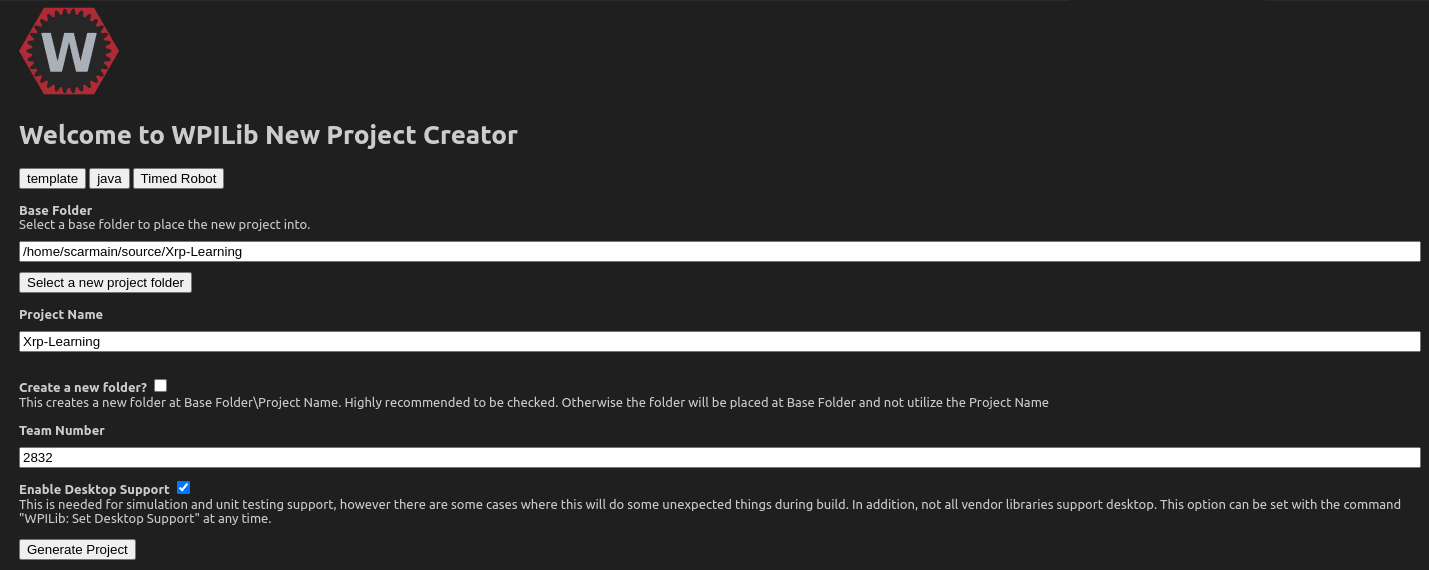 W
Welcome to WPILib New Project Creator
template java Timed Robot
Base Folder
Select a base folder to place the new project into.
/home/scarmain/source/Xrp-Learning
Select a new project folder
Project Name
Xrp-Learning
Create a new folder?
This creates a new folder at Base Folder\Project Name. Highly recommended to be checked. Otherwise the folder will be placed at Base Folder and not utilize the Project Name
Team Number
2832
Enable Desktop Support
This is needed for simulation and unit testing support, however there are some cases where this will do some unexpected things during build. In addition, not all vendor libraries support desktop. This option can be set with the command
"WPILib: Set Desktop Support" at any time.
Generate Project